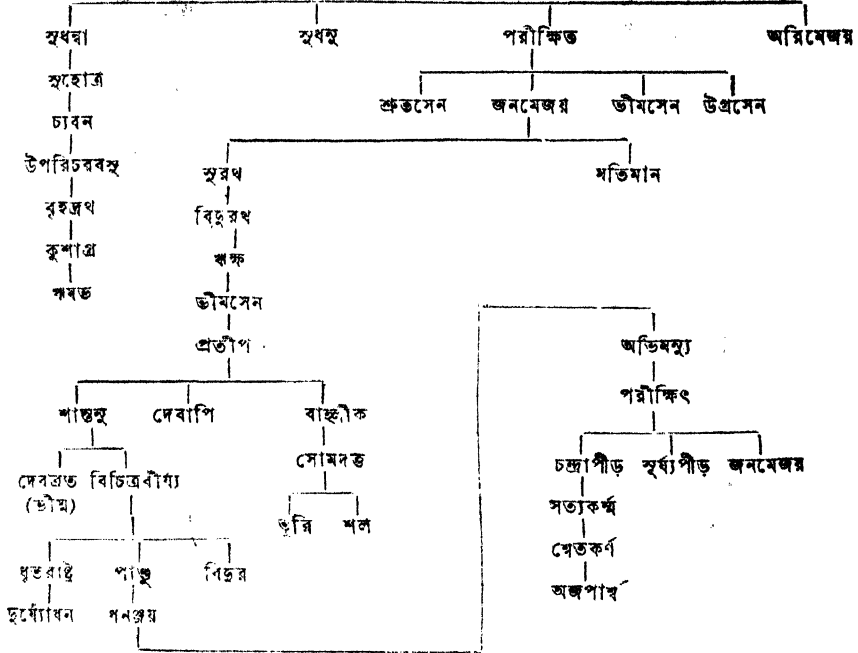 সুধন্বা সুধনু পরীক্ষিত অরিমেজয়
সুহোত্র
শ্রুতসেন জনমেজয় ভীমসেন উগ্রসেন
চ্যবন
উপরিচরবসু
সুরথ মতিমান
বৃহদ্রথ
বিদুরথ
কুশাগ্র
ঋক্ষ
ঋষভ
ভীমসেন
প্রতীপ অভিমন্যু
পরীক্ষিৎ
শান্তনু দেবাপি বাহ্লীক
সোমদত্ত চন্দ্রাপীড় সূর্য্যপীড় জনমেজয়
দেবব্রত বিচিত্রবীর্য্য
(ভীষ্ম)
সত্যকর্ম্ম
ভূরি শল
শ্বেতকর্ণ
ধৃতরাষ্ট্র পাণ্ডু বিদুর
অজপার্শ্ব
দুর্য্যোধন ধনঞ্জয়